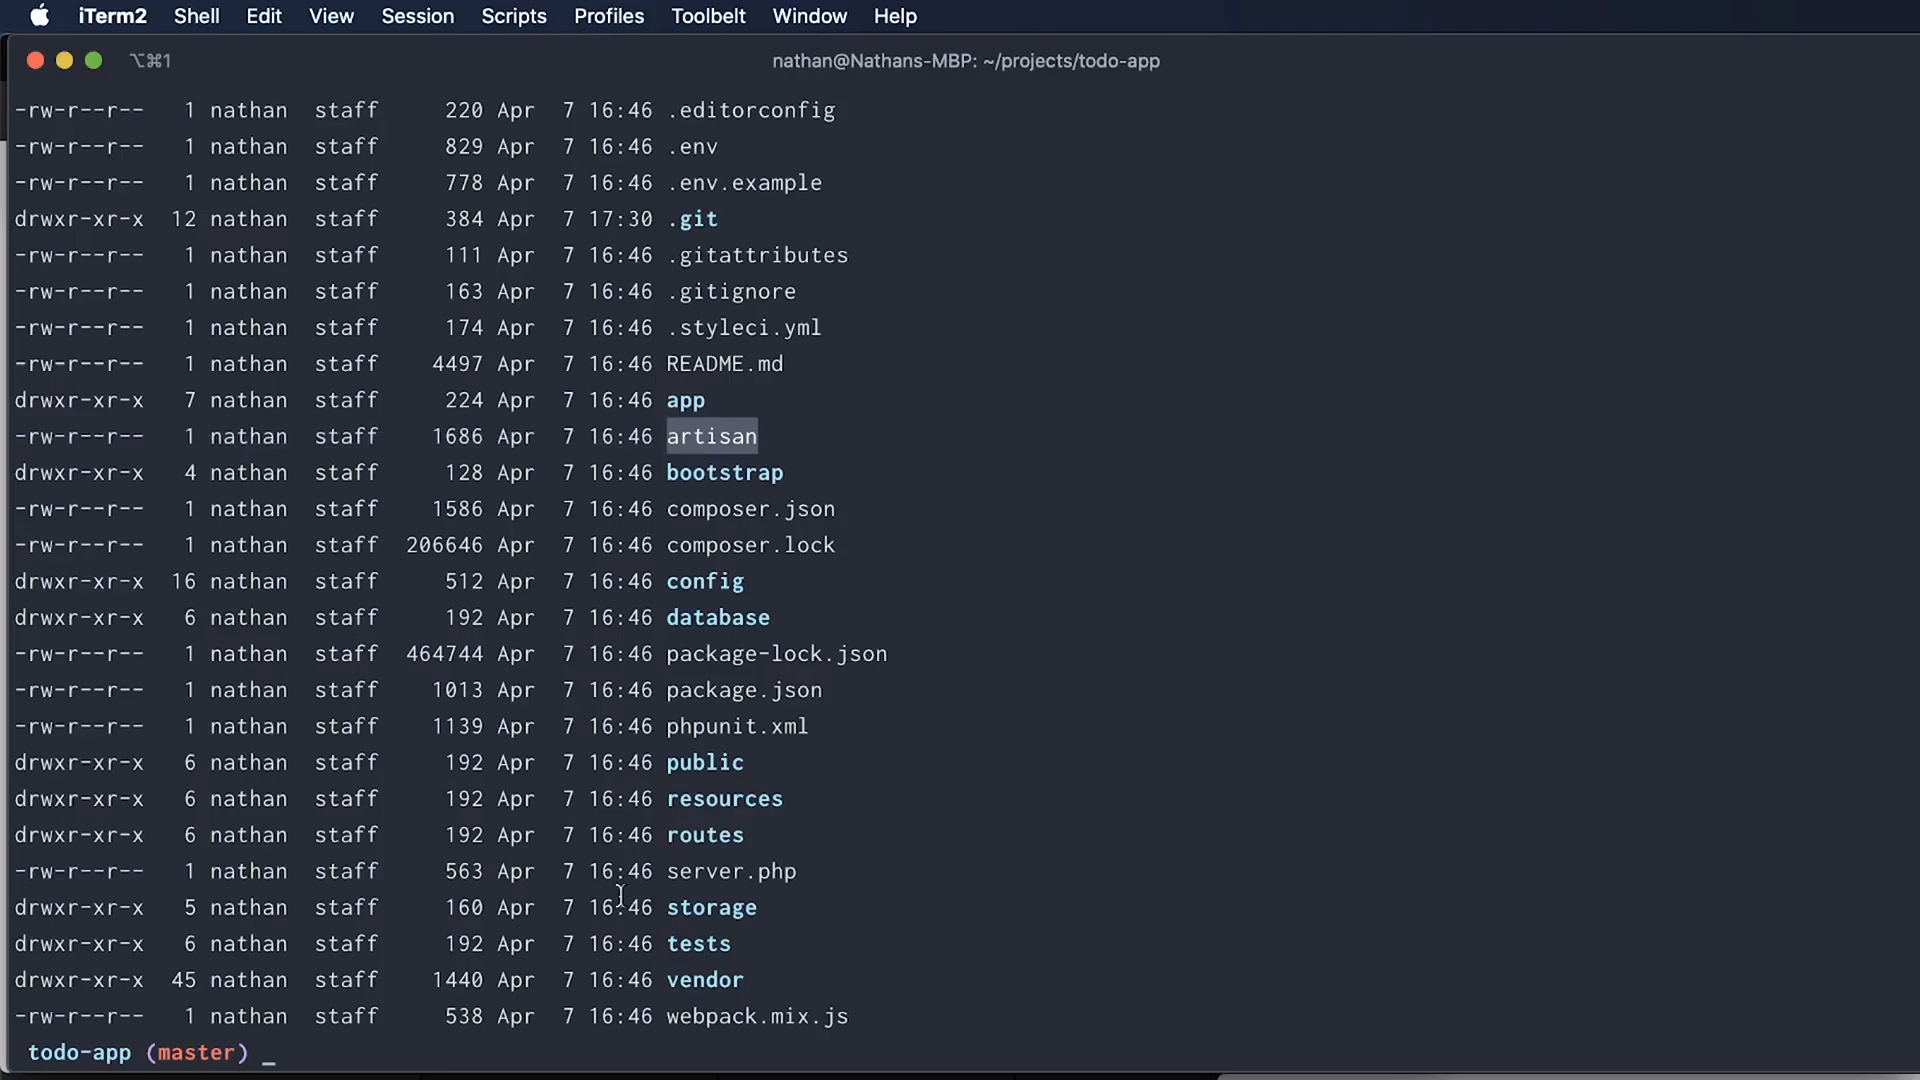 iTerm2 Shell Edit View Session Scripts Profiles Toolbelt Window Help
⌥⌘1 nathan@Nathans-MBP: ~/projects/todo-app
-rw-r--r-- 1 nathan staff 220 Apr 7 16:46 .editorconfig
-rw-r--r-- 1 nathan staff 829 Apr 7 16:46 .env
-rw-r--r-- 1 nathan staff 778 Apr 7 16:46 .env.example
drwxr-xr-x 12 nathan staff 384 Apr 7 17:30 .git
-rw-r--r-- 1 nathan staff 111 Apr 7 16:46 .gitattributes
-rw-r--r-- 1 nathan staff 163 Apr 7 16:46 .gitignore
-rw-r--r-- 1 nathan staff 174 Apr 7 16:46 .styleci.yml
-rw-r--r-- 1 nathan staff 4497 Apr 7 16:46 README.md
drwxr-xr-x 7 nathan staff 224 Apr 7 16:46 app
-rw-r--r-- 1 nathan staff 1686 Apr 7 16:46 artisan
drwxr-xr-x 4 nathan staff 128 Apr 7 16:46 bootstrap
-rw-r--r-- 1 nathan staff 1586 Apr 7 16:46 composer.json
-rw-r--r-- 1 nathan staff 206646 Apr 7 16:46 composer.lock
drwxr-xr-x 16 nathan staff 512 Apr 7 16:46 config
drwxr-xr-x 6 nathan staff 192 Apr 7 16:46 database
-rw-r--r-- 1 nathan staff 464744 Apr 7 16:46 package-lock.json
-rw-r--r-- 1 nathan staff 1013 Apr 7 16:46 package.json
-rw-r--r-- 1 nathan staff 1139 Apr 7 16:46 phpunit.xml
drwxr-xr-x 6 nathan staff 192 Apr 7 16:46 public
drwxr-xr-x 6 nathan staff 192 Apr 7 16:46 resources
drwxr-xr-x 6 nathan staff 192 Apr 7 16:46 routes
-rw-r--r-- 1 nathan staff 563 Apr 7 16:46 server.php
drwxr-xr-x 5 nathan staff 160 Apr 7 16:46 storage
drwxr-xr-x 6 nathan staff 192 Apr 7 16:46 tests
drwxr-xr-x 45 nathan staff 1440 Apr 7 16:46 vendor
-rw-r--r-- 1 nathan staff 538 Apr 7 16:46 webpack.mix.js
todo-app (master) _